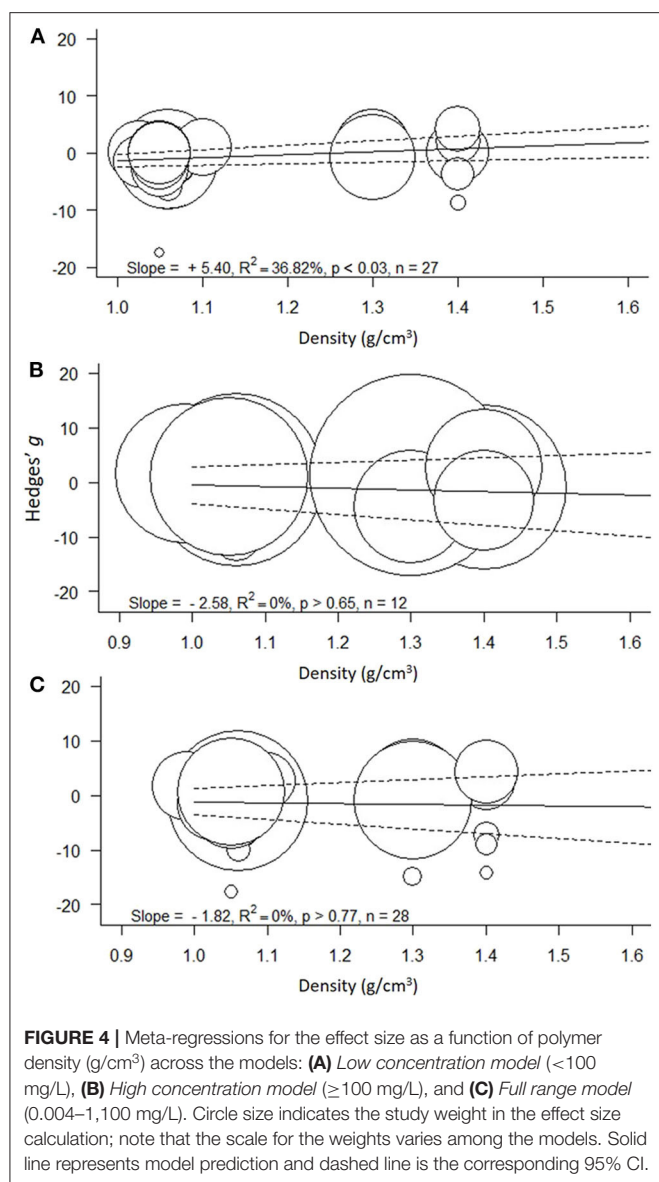 A
20
10
0
-10
-20
Slope = + 5.40, R² = 36.82%, p < 0.03, n = 27
1.0 1.1 1.2 1.3 1.4 1.5 1.6
Density (g/cm³)
B
Hedges' g
20
10
0
-10
-20
Slope = - 2.58, R² = 0%, p > 0.65, n = 12
0.9 1.0 1.1 1.2 1.3 1.4 1.5 1.6
Density (g/cm³)
C
20
10
0
-10
-20
Slope = - 1.82, R² = 0%, p > 0.77, n = 28
0.9 1.0 1.1 1.2 1.3 1.4 1.5 1.6
Density (g/cm³)
FIGURE 4 | Meta-regressions for the effect size as a function of polymer
density (g/cm³) across the models: (A) Low concentration model (<100
mg/L), (B) High concentration model (≥100 mg/L), and (C) Full range model
(0.004–1,100 mg/L). Circle size indicates the study weight in the effect size
calculation; note that the scale for the weights varies among the models. Solid
line represents model prediction and dashed line is the corresponding 95% CI.